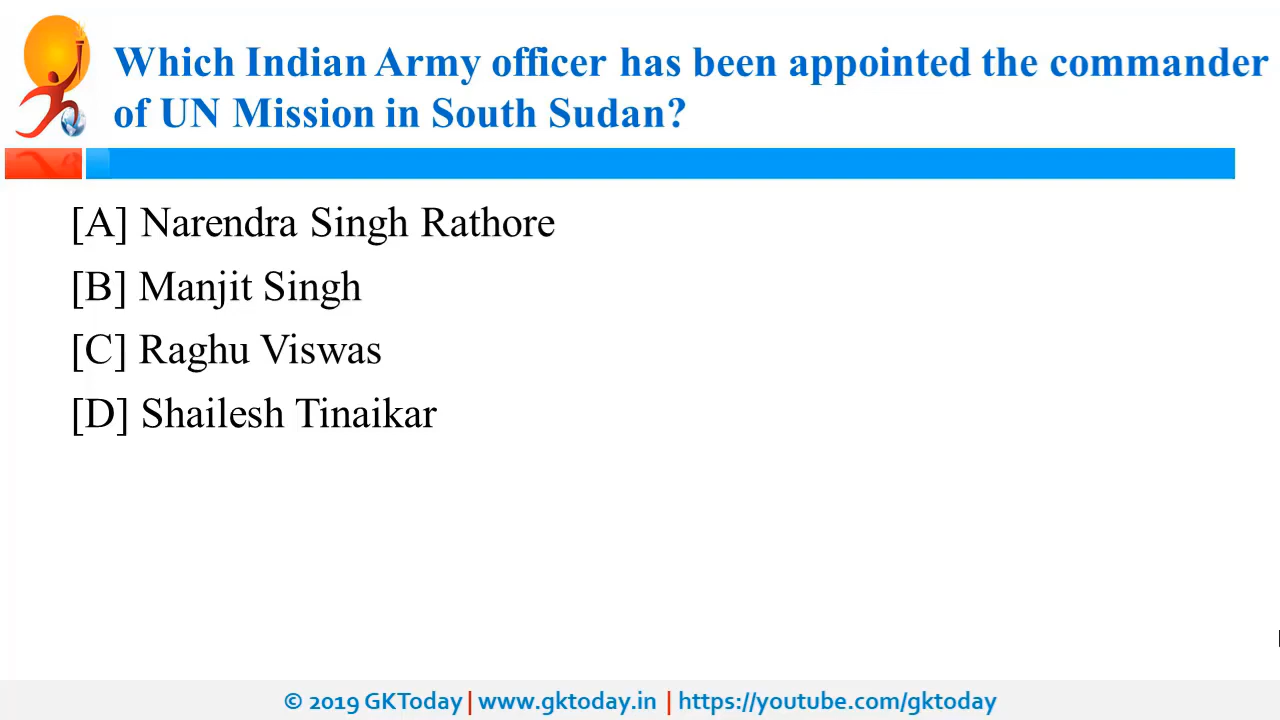 Which Indian Army officer has been appointed the commander
of UN Mission in South Sudan?
[A] Narendra Singh Rathore
[B] Manjit Singh
[C] Raghu Viswas
[D] Shailesh Tinaikar
© 2019 GKToday | www.gktoday.in | https://youtube.com/gktoday